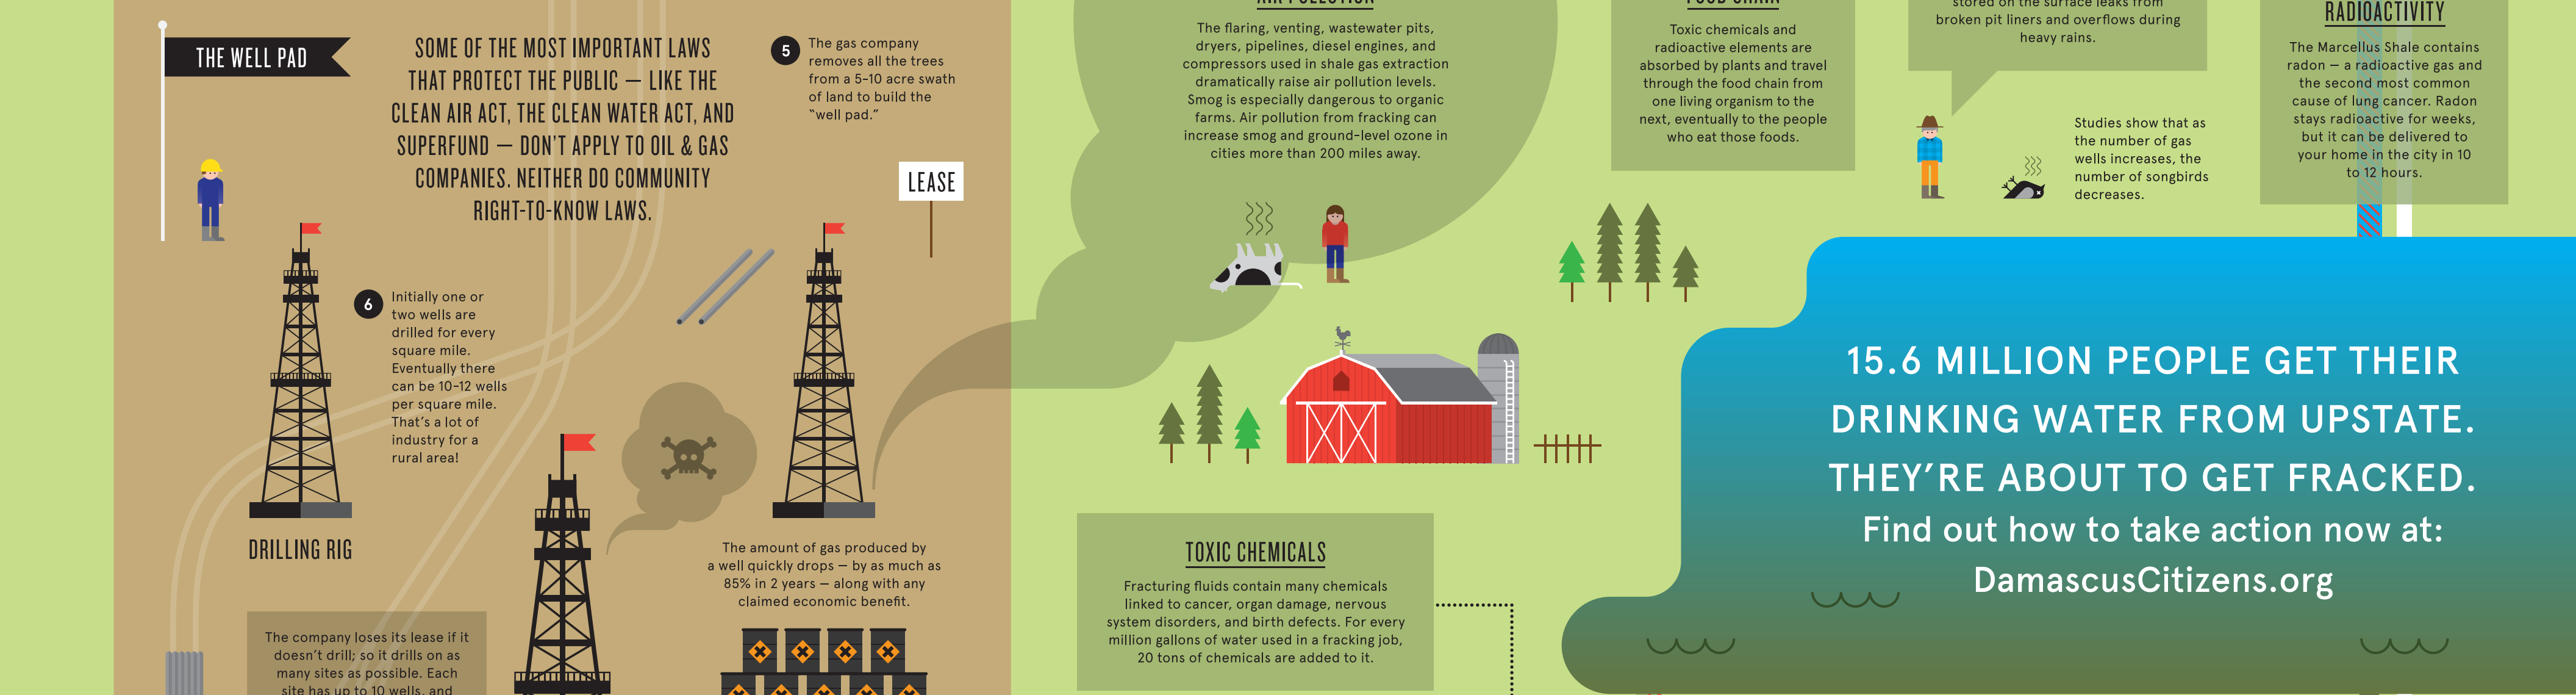 THE WELL PAD
SOME OF THE MOST IMPORTANT LAWS
THAT PROTECT THE PUBLIC — LIKE THE
CLEAN AIR ACT, THE CLEAN WATER ACT, AND
SUPERFUND — DON'T APPLY TO OIL & GAS
COMPANIES. NEITHER DO COMMUNITY
RIGHT-TO-KNOW LAWS.
5
The gas company
removes all the trees
from a 5-10 acre swath
of land to build the
“well pad.”
LEASE
6
Initially one or
two wells are
drilled for every
square mile.
Eventually there
can be 10-12 wells
per square mile.
That's a lot of
industry for a
rural area!
DRILLING RIG
The amount of gas produced by
a well quickly drops — by as much as
85% in 2 years — along with any
claimed economic benefit.
The company loses its lease if it
doesn't drill; so it drills on as
many sites as possible. Each
site has up to 10 wells, and
AIR POLLUTION
The flaring, venting, wastewater pits,
dryers, pipelines, diesel engines, and
compressors used in shale gas extraction
dramatically raise air pollution levels.
Smog is especially dangerous to organic
farms. Air pollution from fracking can
increase smog and ground-level ozone in
cities more than 200 miles away.
FOOD CHAIN
Toxic chemicals and
radioactive elements are
absorbed by plants and travel
through the food chain from
one living organism to the
next, eventually to the people
who eat those foods.
stored on the surface leaks from
broken pit liners and overflows during
heavy rains.
Studies show that as
the number of gas
wells increases, the
number of songbirds
decreases.
RADIOACTIVITY
The Marcellus Shale contains
radon — a radioactive gas and
the second most common
cause of lung cancer. Radon
stays radioactive for weeks,
but it can be delivered to
your home in the city in 10
to 12 hours.
TOXIC CHEMICALS
Fracturing fluids contain many chemicals
linked to cancer, organ damage, nervous
system disorders, and birth defects. For every
million gallons of water used in a fracking job,
20 tons of chemicals are added to it.
15.6 MILLION PEOPLE GET THEIR
DRINKING WATER FROM UPSTATE.
THEY'RE ABOUT TO GET FRACKED.
Find out how to take action now at:
DamascusCitizens.org